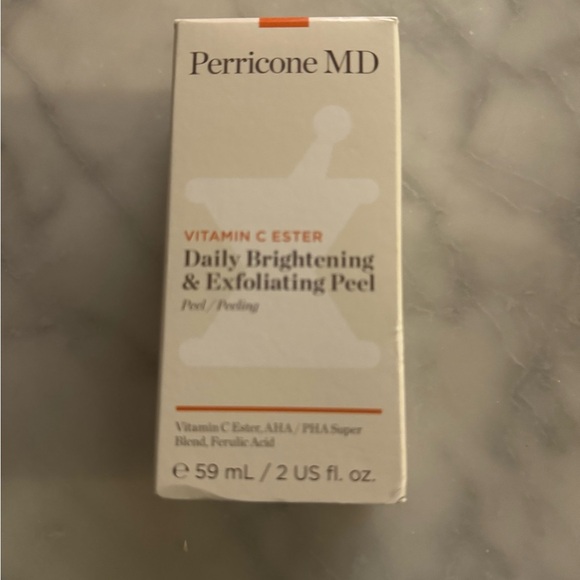 Perricone MD
VITAMIN C ESTER
Daily Brightening
& Exfoliating Peel
Peel / Peeling
Vitamin C Ester, AHA / PHA Super
Blend, Ferulic Acid
℮ 59 mL / 2 US fl. oz.